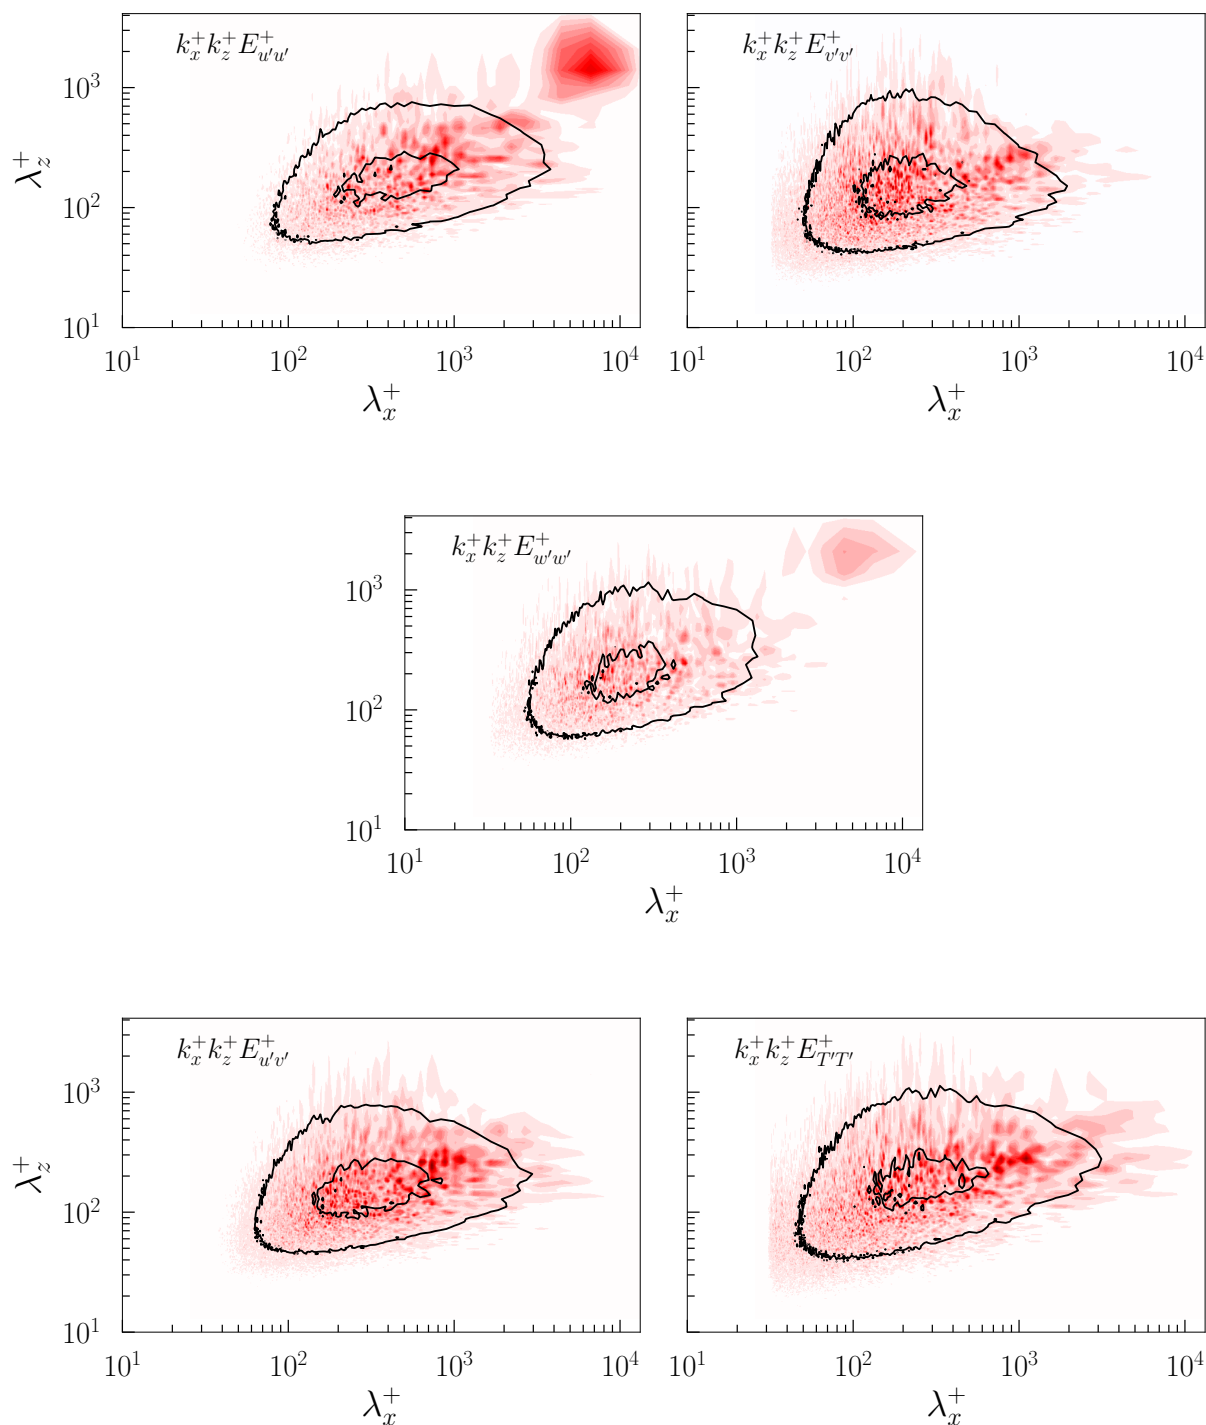 k_x^+ k_z^+ E_{u'u'}^+
k_x^+ k_z^+ E_{v'v'}^+
10^3
λ_z^+
10^2
10^1
10^1 10^2 10^3 10^4
10^1 10^2 10^3 10^4
λ_x^+
λ_x^+
k_x^+ k_z^+ E_{w'w'}^+
10^3
10^2
10^1
10^1 10^2 10^3 10^4
λ_x^+
k_x^+ k_z^+ E_{u'v'}^+
k_x^+ k_z^+ E_{T'T'}^+
10^3
λ_z^+
10^2
10^1
10^1 10^2 10^3 10^4
10^1 10^2 10^3 10^4
λ_x^+
λ_x^+